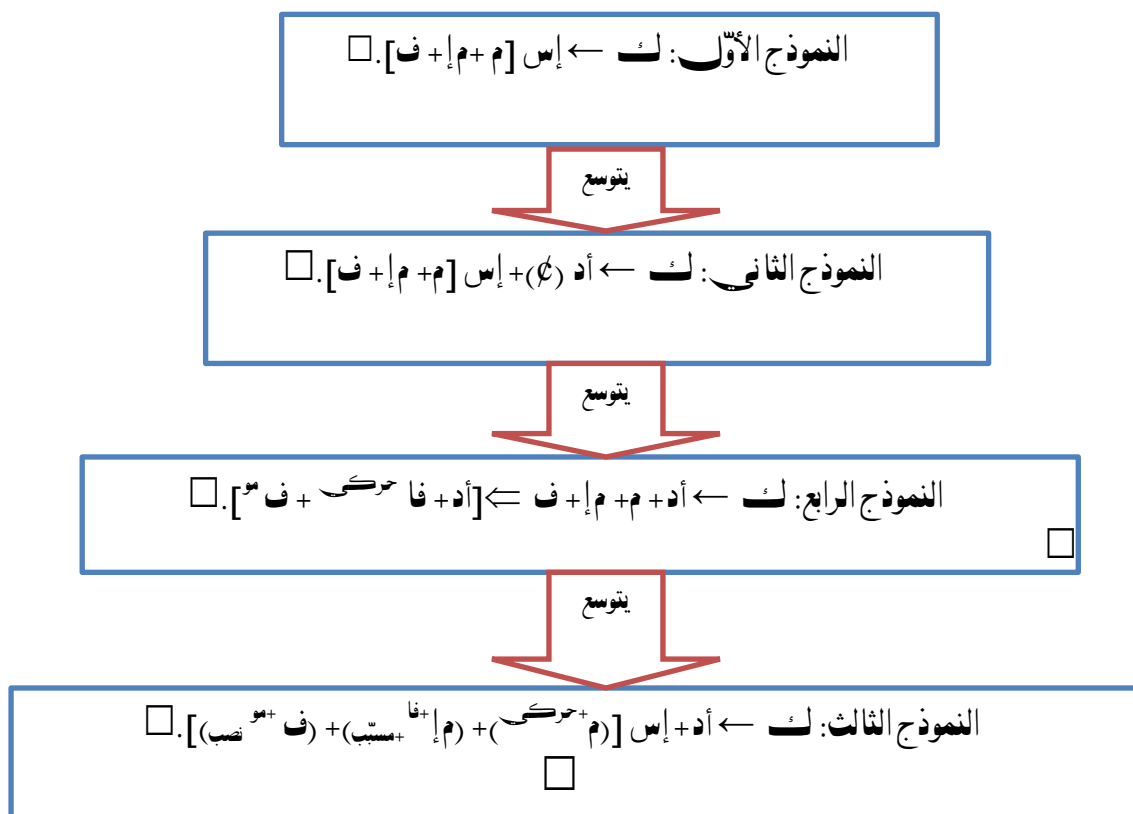 النموذج الأوّل: ك ← إس [م +م إ+ ف].□
يتوسع
النموذج الثاني: ك ← أد (₵)+ إس [م+ م إ+ ف].□
يتوسع
النموذج الرابع: ك ← أد+ م+ م إ+ ف ⇐[أد+ فا حركي + ف مو].□
□
يتوسع
النموذج الثالث: ك ← أد+ إس [(م +حركي)+ (م إ +فا +مسبّب)+ (ف +مو نصب)].□
□